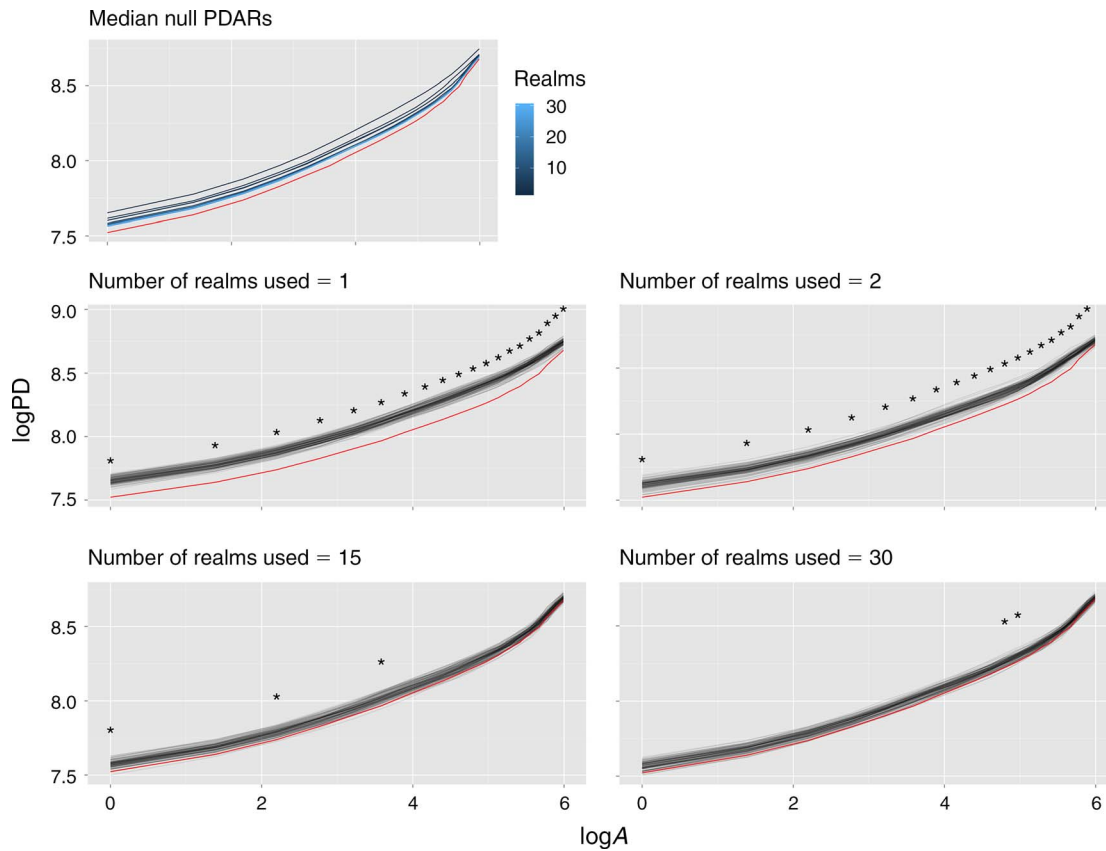 Median null PDARs
8.5
8.0
7.5
Realms
30
20
10
Number of realms used = 1
Number of realms used = 2
9.0
8.5
8.0
7.5
logPD
* * * * * * * * * * * * * * * * * *
* * * * * * * * * * * * * * * * * *
Number of realms used = 15
Number of realms used = 30
8.5
8.0
7.5
* * *
* *
0 2 4 6
0 2 4 6
logA